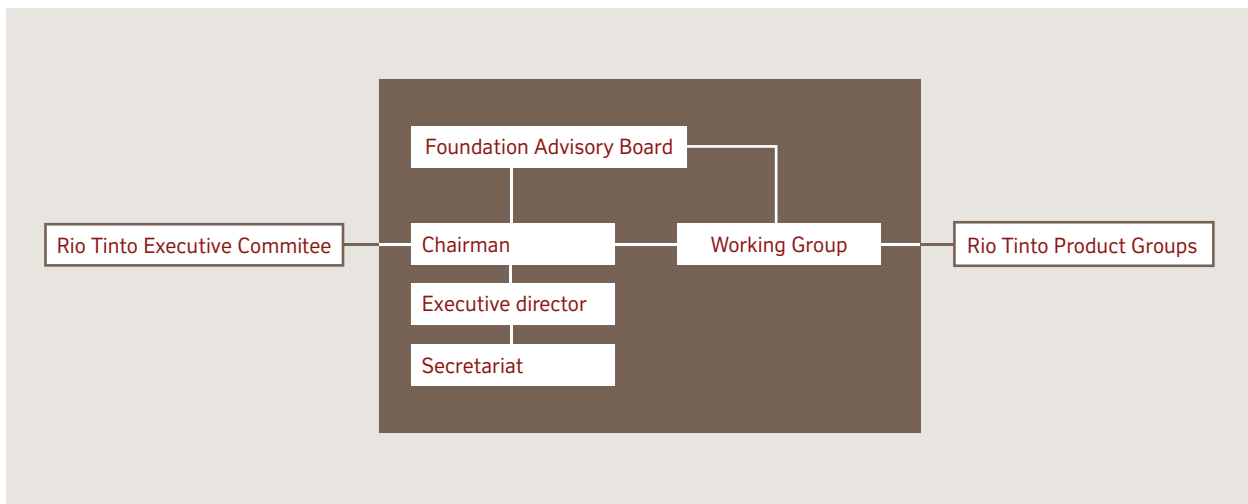 Foundation Advisory Board
Rio Tinto Executive Commitee
Chairman
Working Group
Rio Tinto Product Groups
Executive director
Secretariat